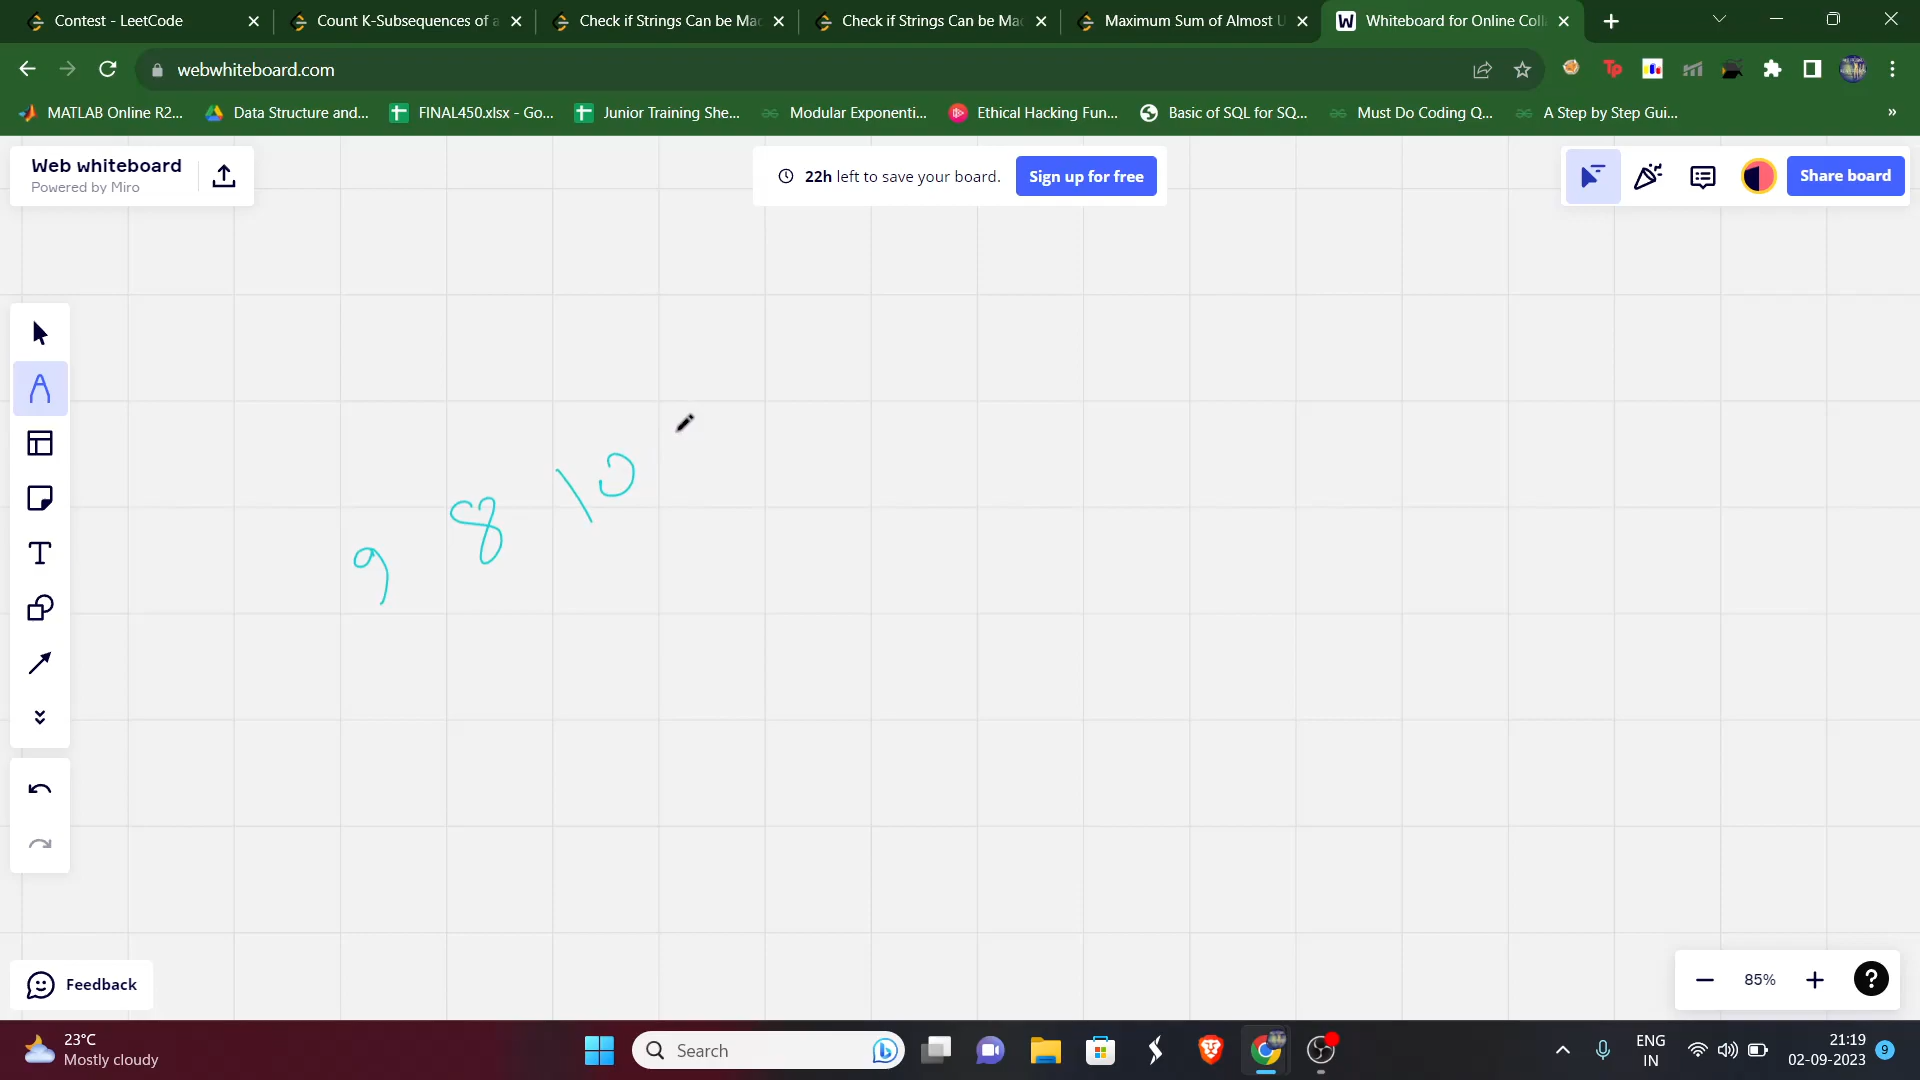 Contest - LeetCode
Count K-Subsequences of a
Check if Strings Can be Mac
Check if Strings Can be Mac
Maximum Sum of Almost U
Whiteboard for Online Colla
webwhiteboard.com
MATLAB Online R2...
Data Structure and...
FINAL450.xlsx - Go...
Junior Training She...
Modular Exponenti...
Ethical Hacking Fun...
Basic of SQL for SQ...
Must Do Coding Q...
A Step by Step Gui...
»
Web whiteboard
Powered by Miro
22h left to save your board.
Sign up for free
Share board
9 8 10
Feedback
85%
23°C
Mostly cloudy
Search
ENG
IN
21:19
02-09-2023
9